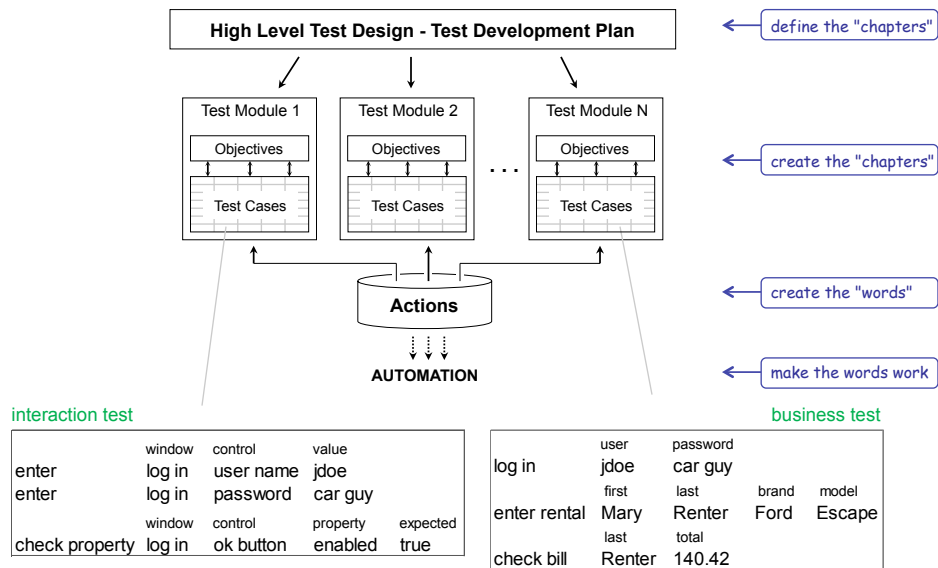 High Level Test Design - Test Development Plan
define the "chapters"
Test Module 1
Test Module 2
Test Module N
Objectives
Objectives
Objectives
. . .
create the "chapters"
Test Cases
Test Cases
Test Cases
Actions
create the "words"
AUTOMATION
make the words work
interaction test
window control value
enter log in user name jdoe
enter log in password car guy
window control property expected
check property log in ok button enabled true
business test
user password
log in jdoe car guy
first last brand model
enter rental Mary Renter Ford Escape
last total
check bill Renter 140.42